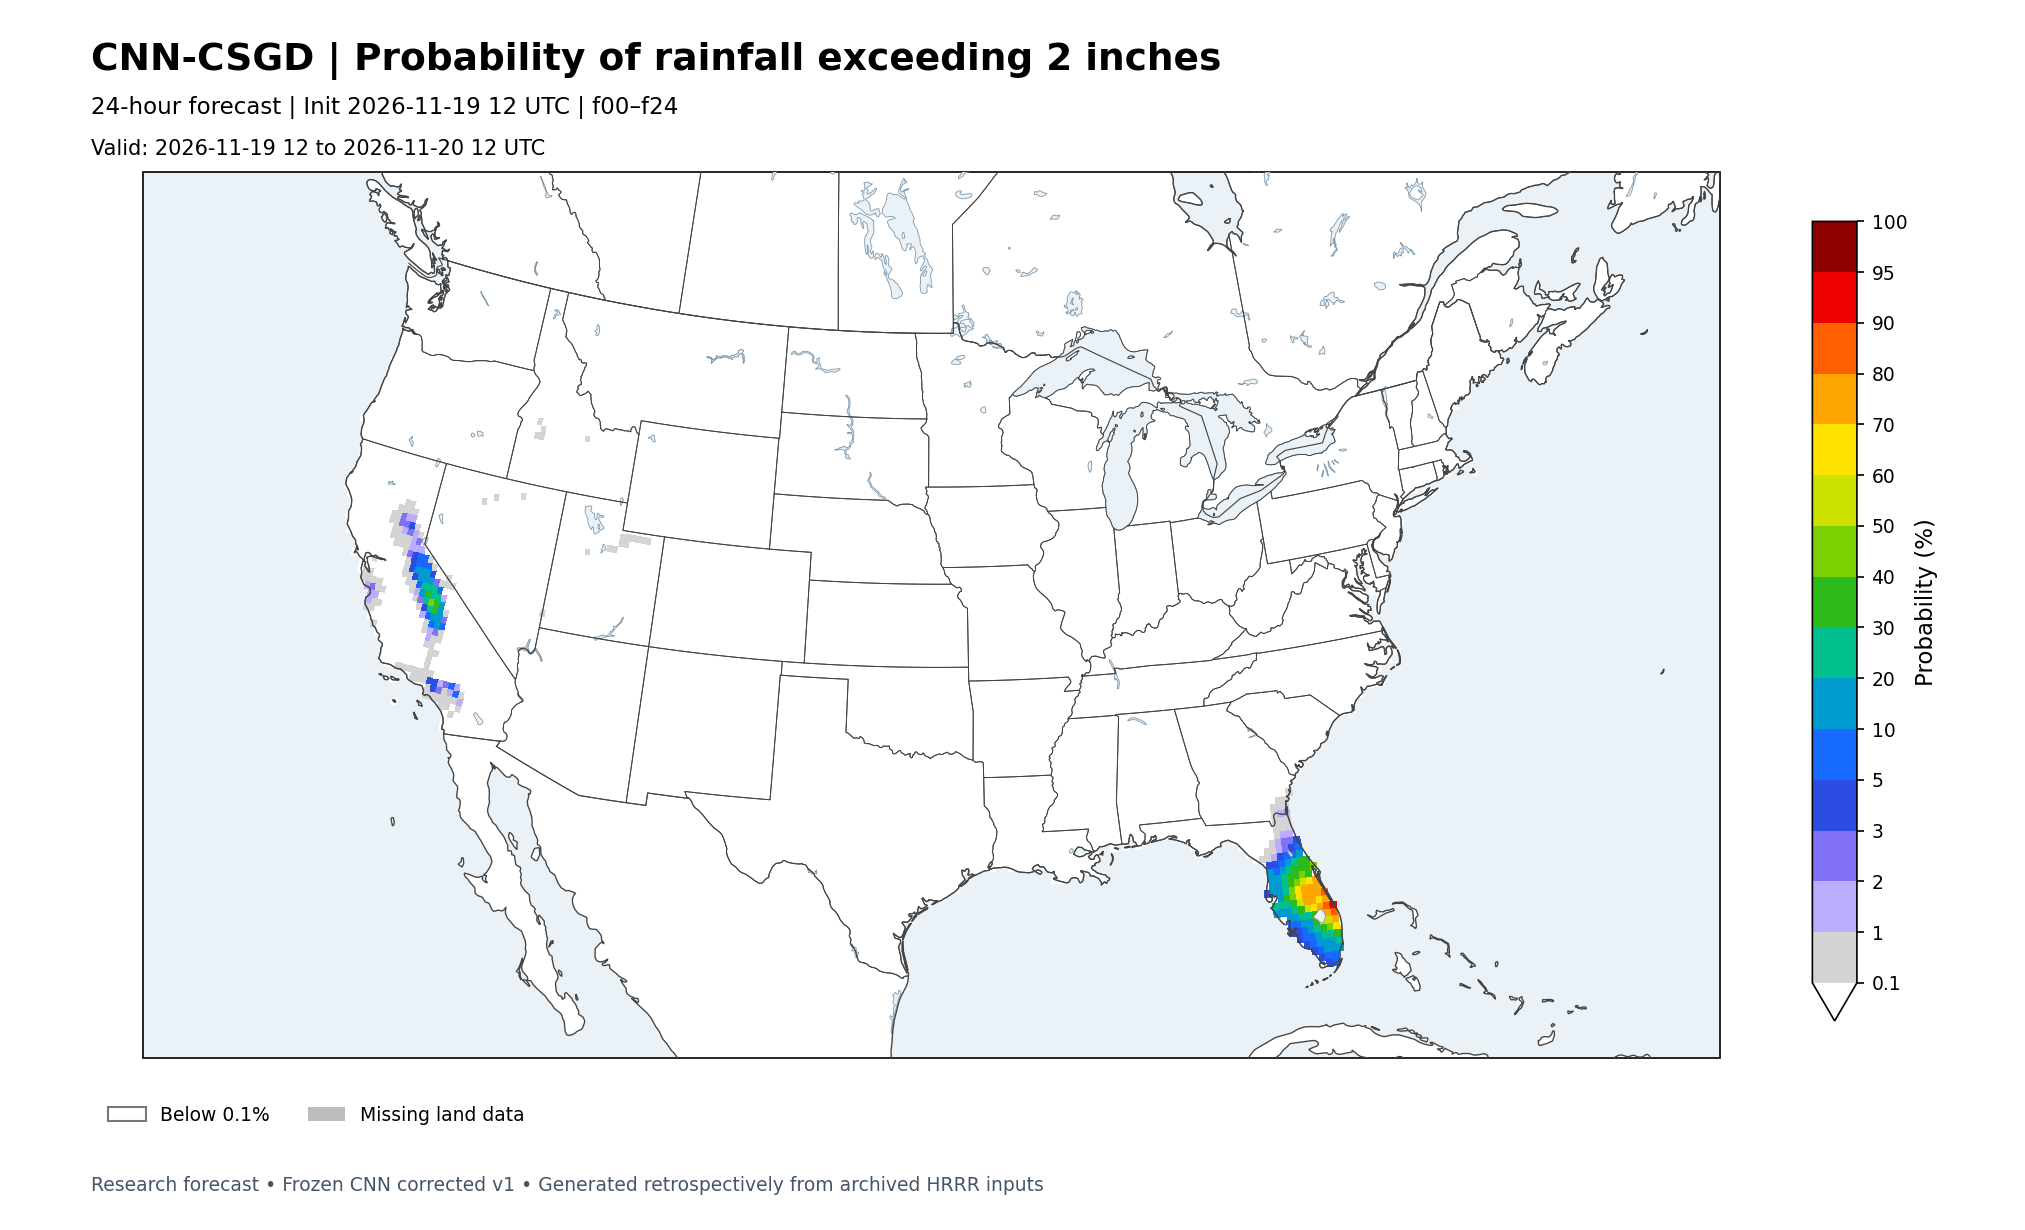 CNN-CSGD | Probability of rainfall exceeding 2 inches
24-hour forecast | Init 2026-11-19 12 UTC | f00–f24
Valid: 2026-11-19 12 to 2026-11-20 12 UTC
100
95
90
80
70
60
50
40
30
20
10
5
3
2
1
0.1
Probability (%)
Below 0.1%
Missing land data
Research forecast • Frozen CNN corrected v1 • Generated retrospectively from archived HRRR inputs